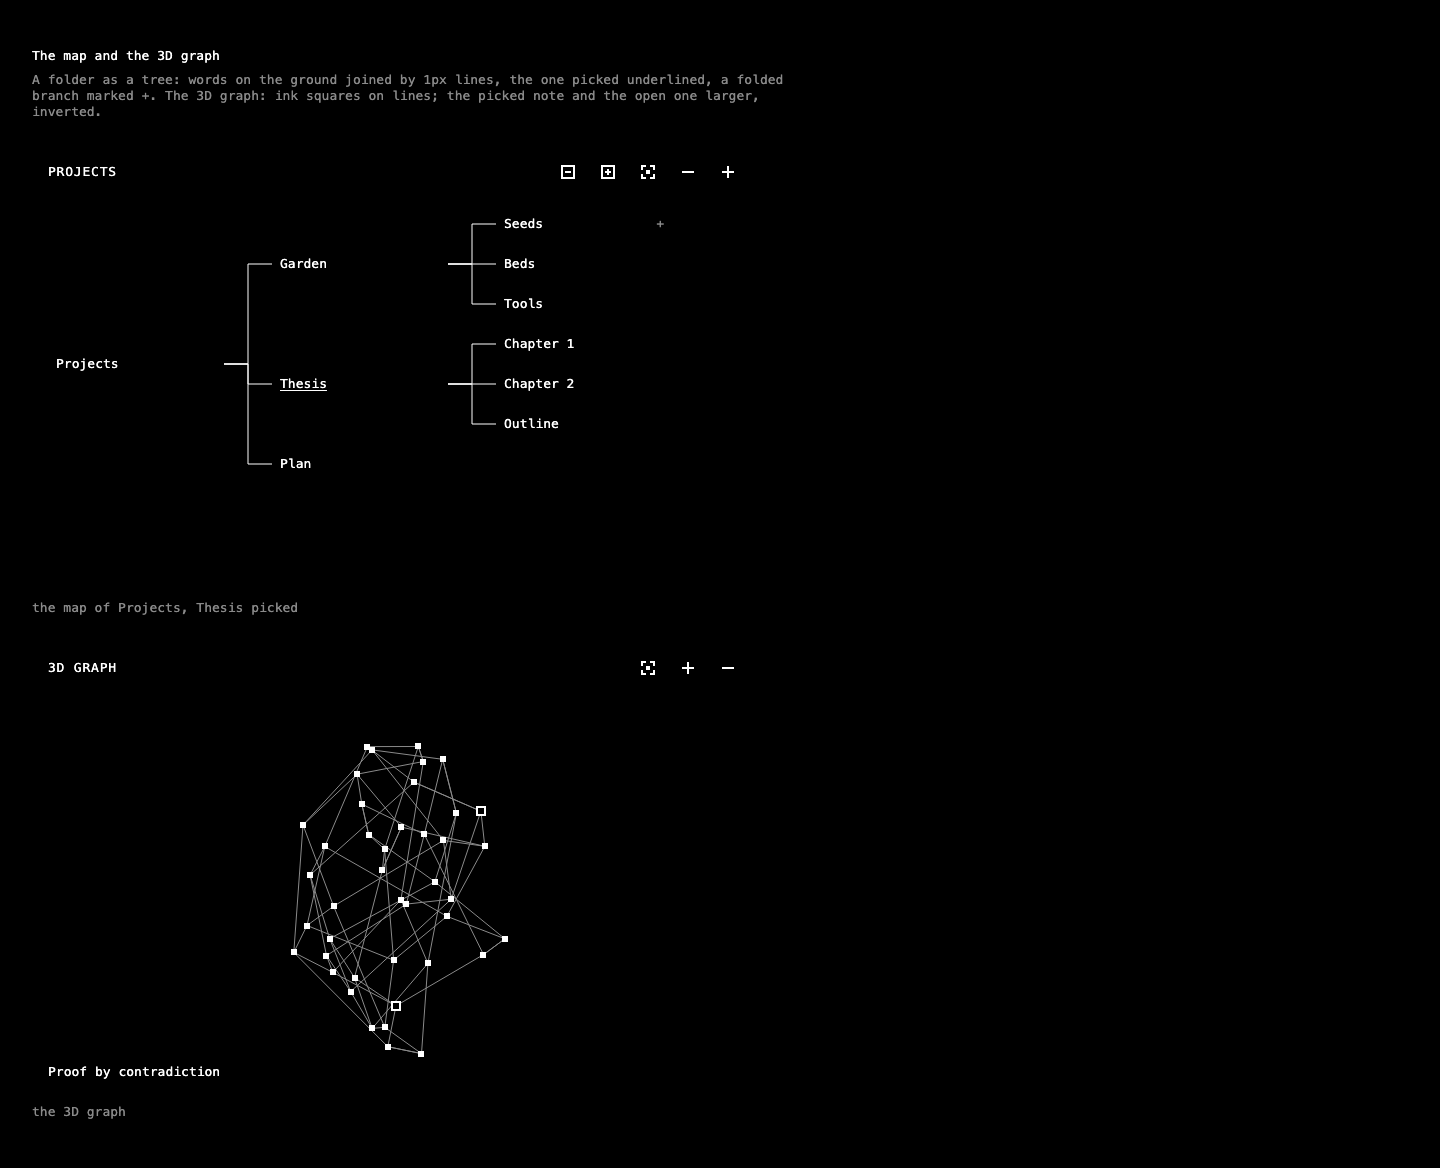 The map and the 3D graph
A folder as a tree: words on the ground joined by 1px lines, the one picked underlined, a folded
branch marked +. The 3D graph: ink squares on lines; the picked note and the open one larger,
inverted.
PROJECTS
Seeds +
Garden
Beds
Tools
Chapter 1
Projects
Thesis
Chapter 2
Outline
Plan
the map of Projects, Thesis picked
3D GRAPH
Proof by contradiction
the 3D graph